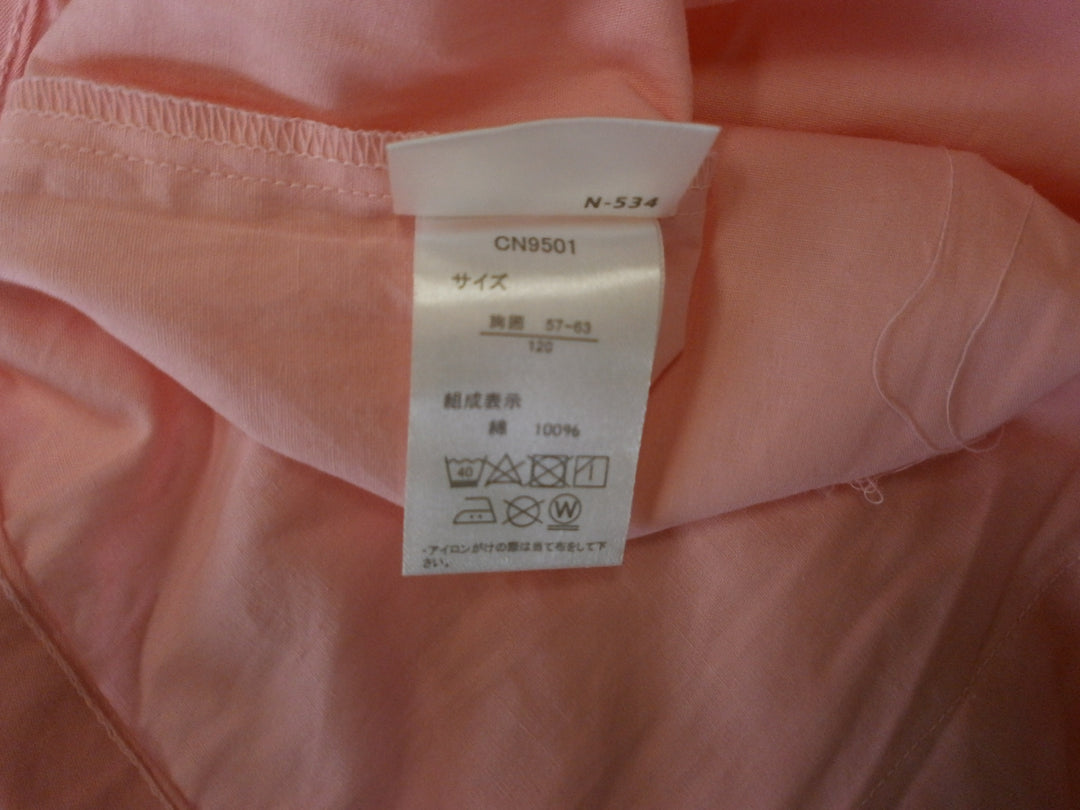 N-534
CN9501
サイズ
胸囲 57~63
120
組成表示
綿 100%
40
W
・アイロンがけの際は当て布をして下
さい。